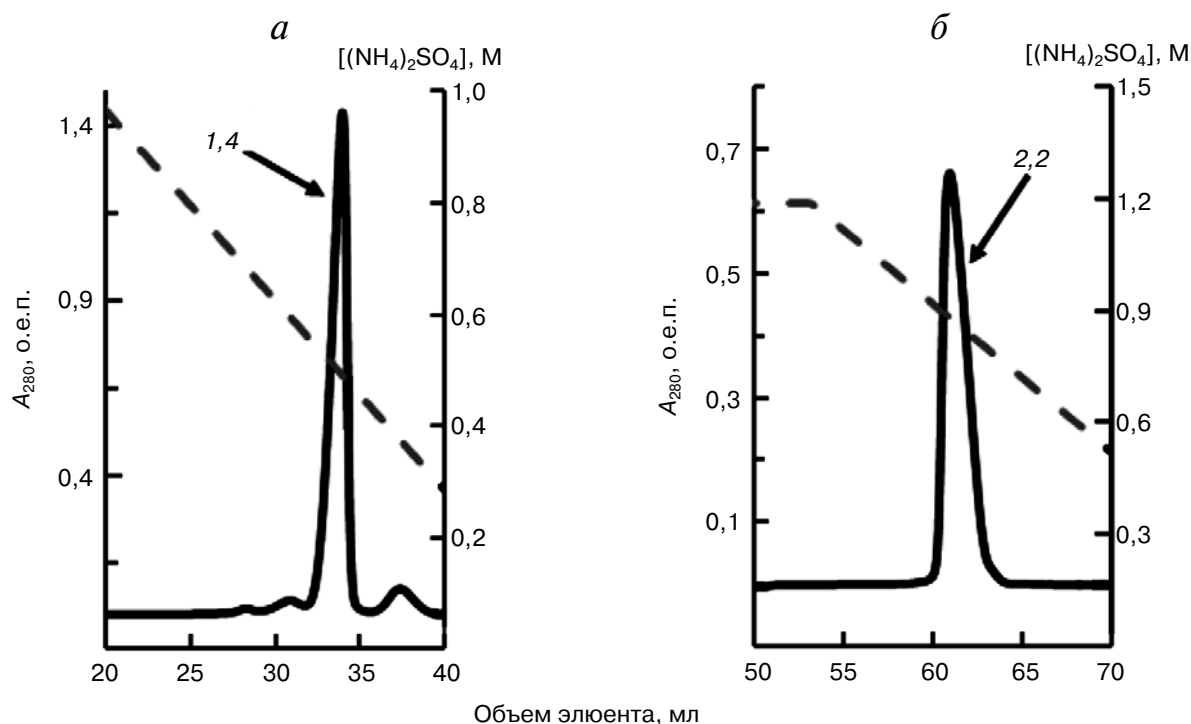 а
[(NH₄)₂SO₄], М
1,0
1,4
1,4
0,8
0,9
0,6
A₂₈₀, о.е.п.
0,4
0,4
0,2
20 25 30 35 40
б
[(NH₄)₂SO₄], М
1,5
0,7
2,2
1,2
0,5
0,9
A₂₈₀, о.е.п.
0,3
0,6
0,1
0,3
50 55 60 65 70
Объем элюента, мл